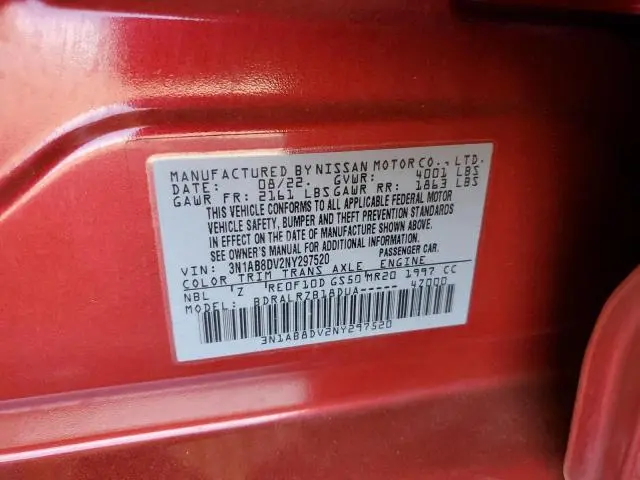 MANUFACTURED BY NISSAN MOTOR CO., LTD.
DATE: 08/22 GVWR: 4001 LBS
GAWR FR: 2161 LBS GAWR RR: 1863 LBS
THIS VEHICLE CONFORMS TO ALL APPLICABLE FEDERAL MOTOR
VEHICLE SAFETY, BUMPER AND THEFT PREVENTION STANDARDS
IN EFFECT ON THE DATE OF MANUFACTURE SHOWN ABOVE.
SEE OWNER'S MANUAL FOR ADDITIONAL INFORMATION.
VIN: 3N1AB8DV2NY297520 PASSENGER CAR.
COLOR TRIM TRANS AXLE ENGINE
NBL Z RE0F10D GS50 MR20 1997 CC
MODEL: BDRALRZB18DUA----- 47000
3N1AB8DV2NY297520